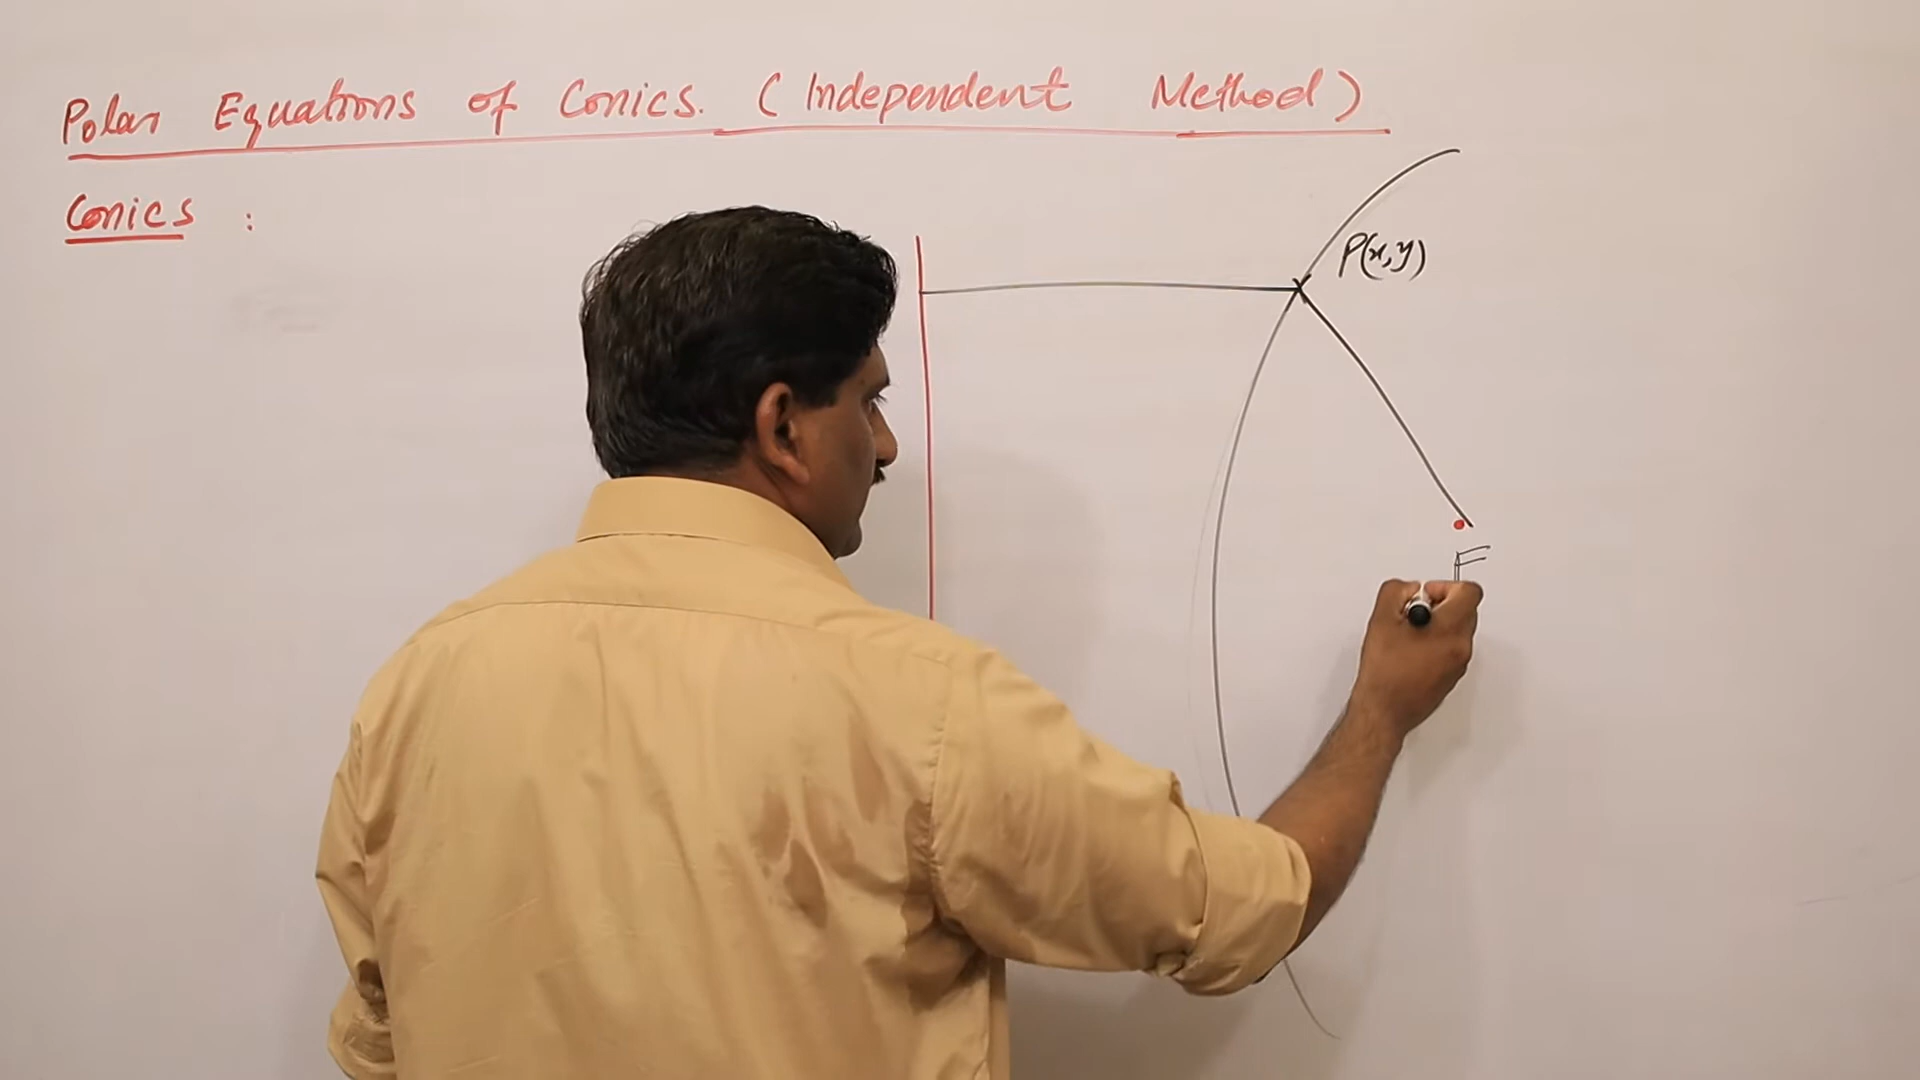 Polar Equations of Conics. (Independent Method)
Conics :
P(x,y)
F